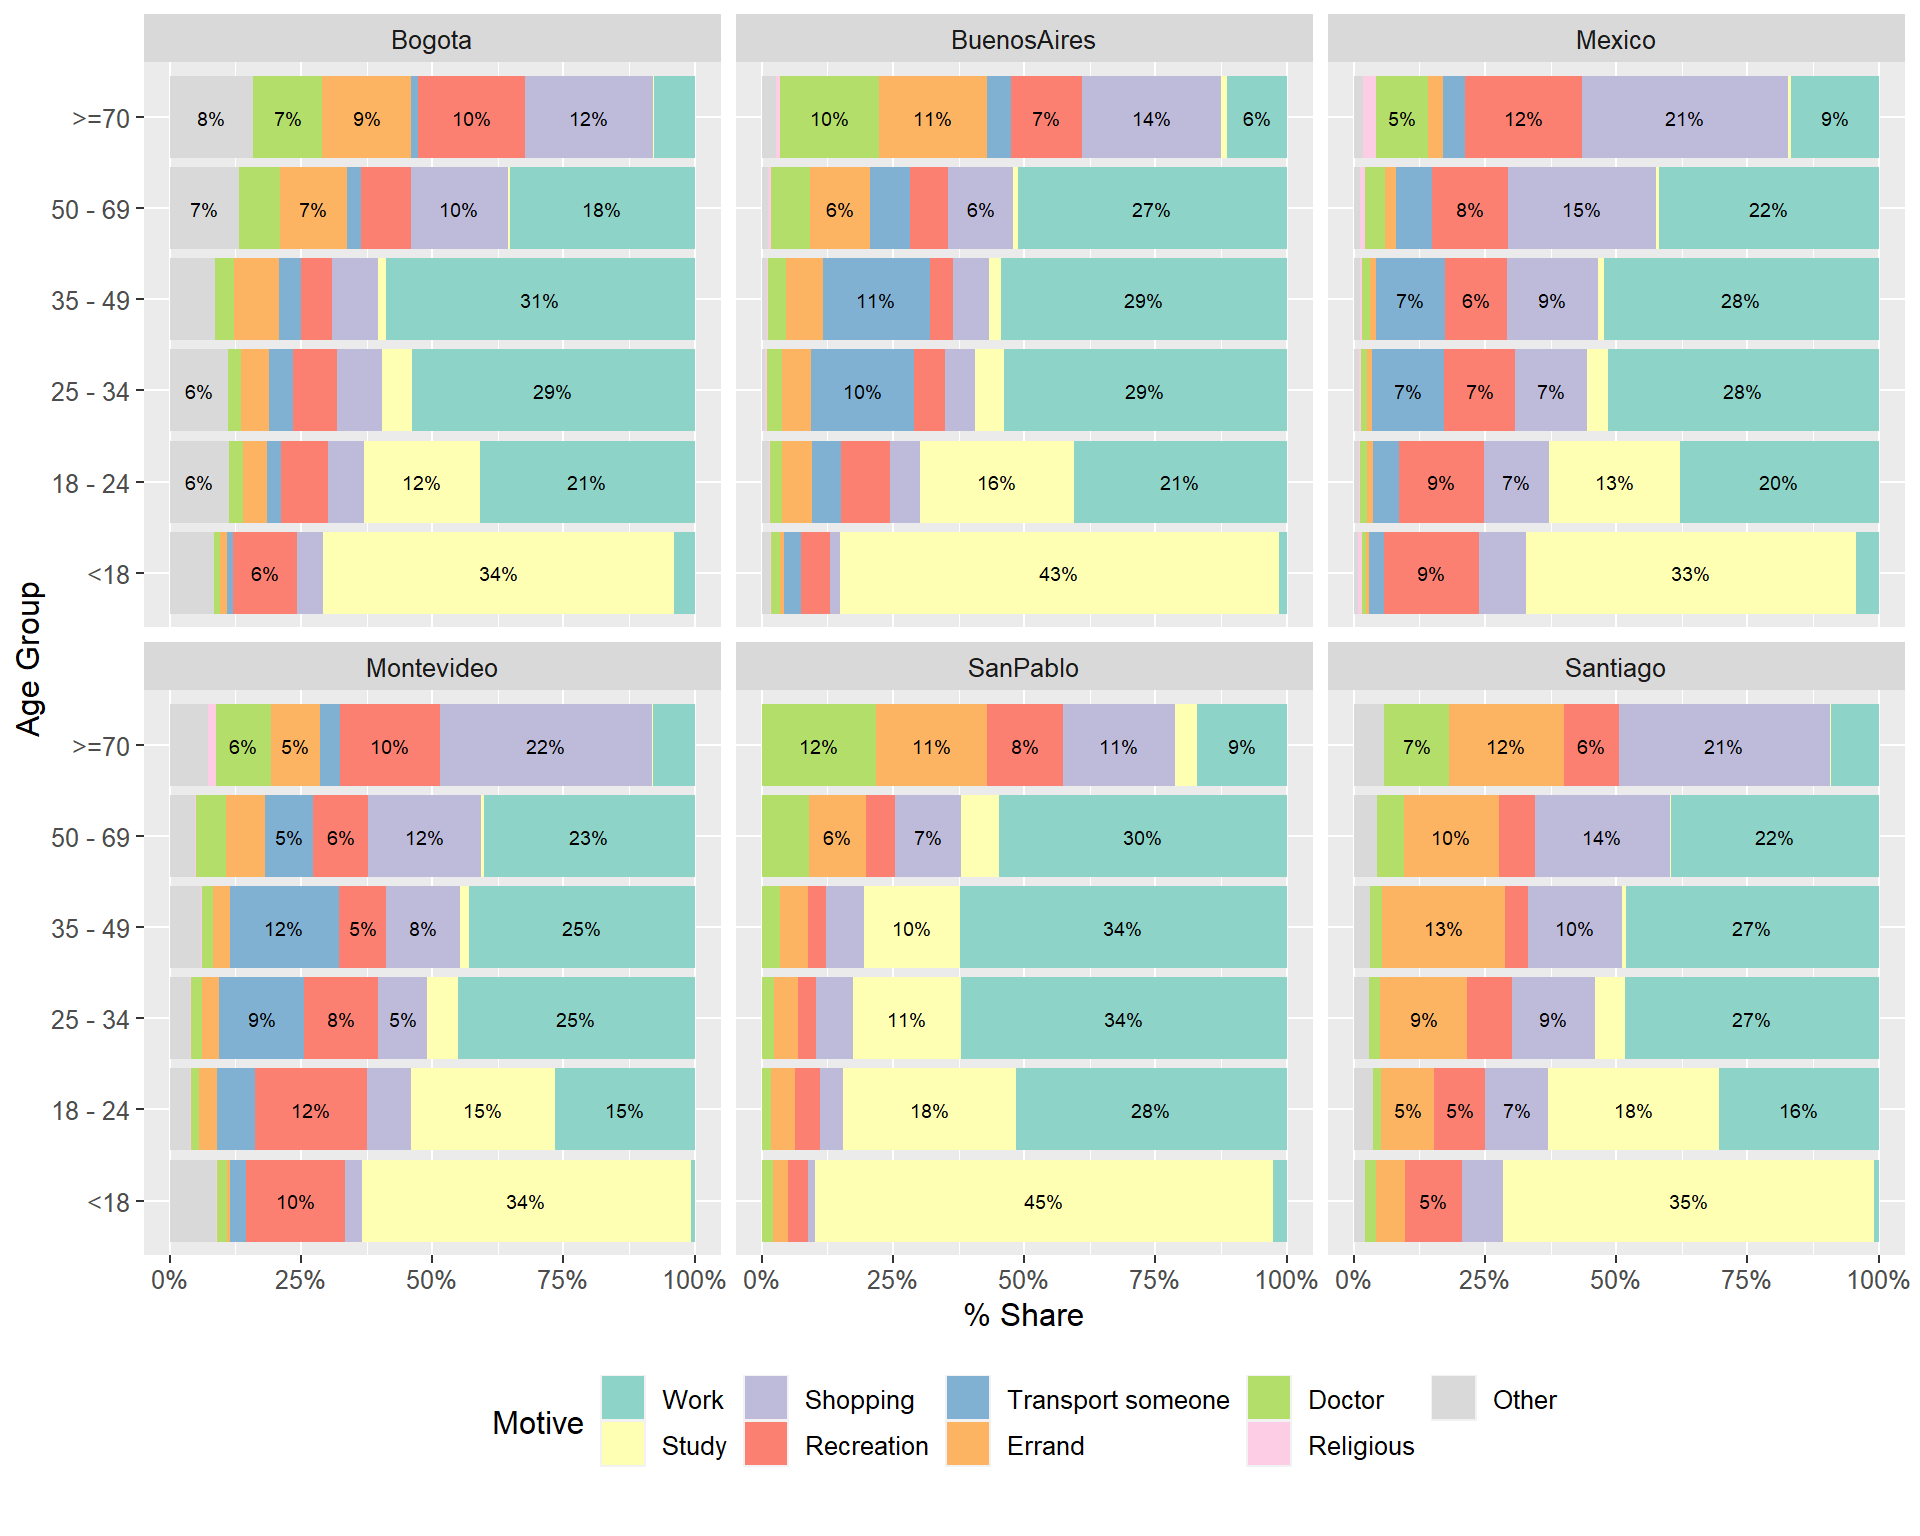 Bogota BuenosAires Mexico
>=70 8% 7% 9% 10% 12% 10% 11% 7% 14% 6% 5% 12% 21% 9%
50 - 69 7% 7% 10% 18% 6% 6% 27% 8% 15% 22%
35 - 49 31% 11% 29% 7% 6% 9% 28%
25 - 34 6% 29% 10% 29% 7% 7% 7% 28%
18 - 24 6% 12% 21% 16% 21% 9% 7% 13% 20%
<18 6% 34% 43% 9% 33%
Age Group
Montevideo SanPablo Santiago
>=70 6% 5% 10% 22% 12% 11% 8% 11% 9% 7% 12% 6% 21%
50 - 69 5% 6% 12% 23% 6% 7% 30% 10% 14% 22%
35 - 49 12% 5% 8% 25% 10% 34% 13% 10% 27%
25 - 34 9% 8% 5% 25% 11% 34% 9% 9% 27%
18 - 24 12% 15% 15% 18% 28% 5% 5% 7% 18% 16%
<18 10% 34% 45% 5% 35%
0% 25% 50% 75% 100% 0% 25% 50% 75% 100% 0% 25% 50% 75% 100%
% Share
Motive
Work Shopping Transport someone Doctor Other
Study Recreation Errand Religious